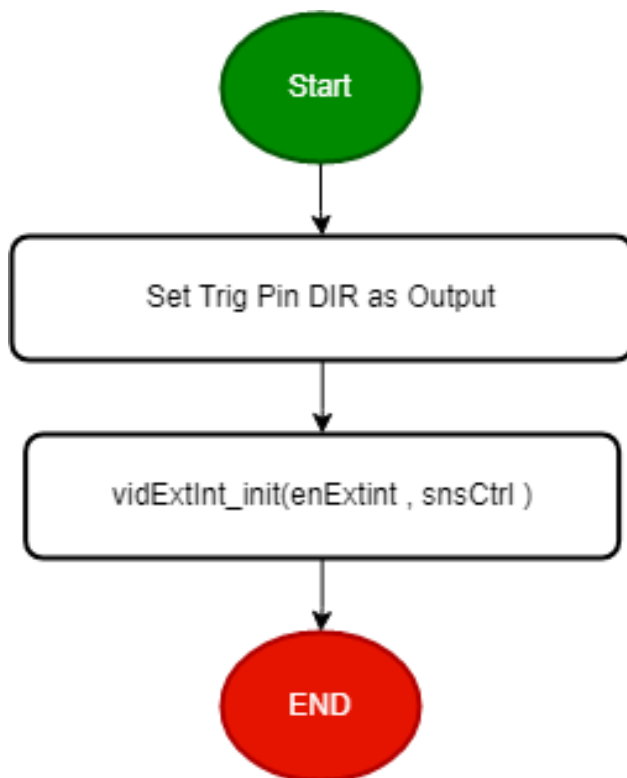 Start
Set Trig Pin DIR as Output
vidExtInt_init(enExtint , snsCtrl )
END